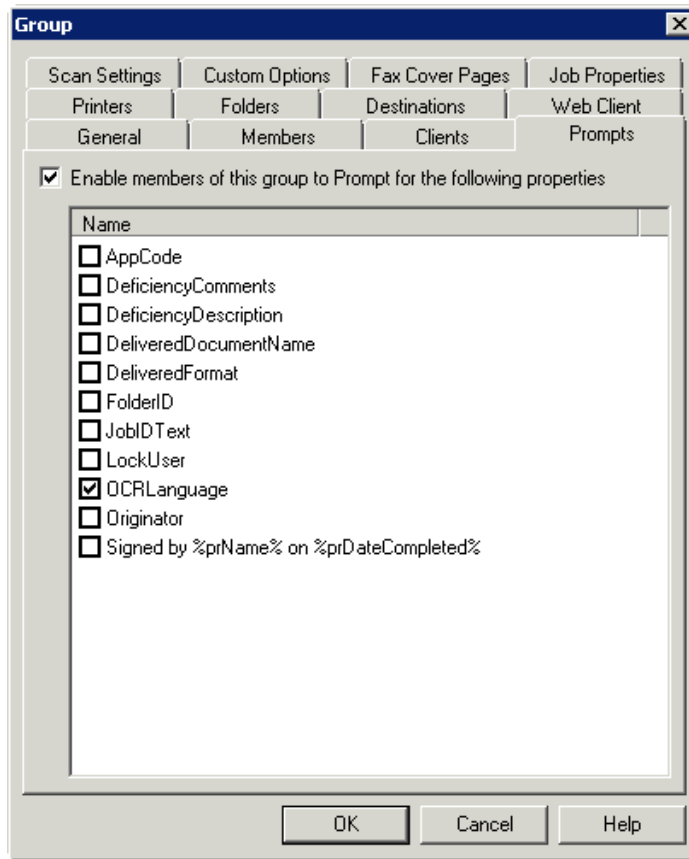 Group
Scan Settings Custom Options Fax Cover Pages Job Properties
Printers Folders Destinations Web Client
General Members Clients Prompts
Enable members of this group to Prompt for the following properties
Name
AppCode
DeficiencyComments
DeficiencyDescription
DeliveredDocumentName
DeliveredFormat
FolderID
JobIDText
LockUser
OCRLanguage
Originator
Signed by %prName% on %prDateCompleted%
OK Cancel Help